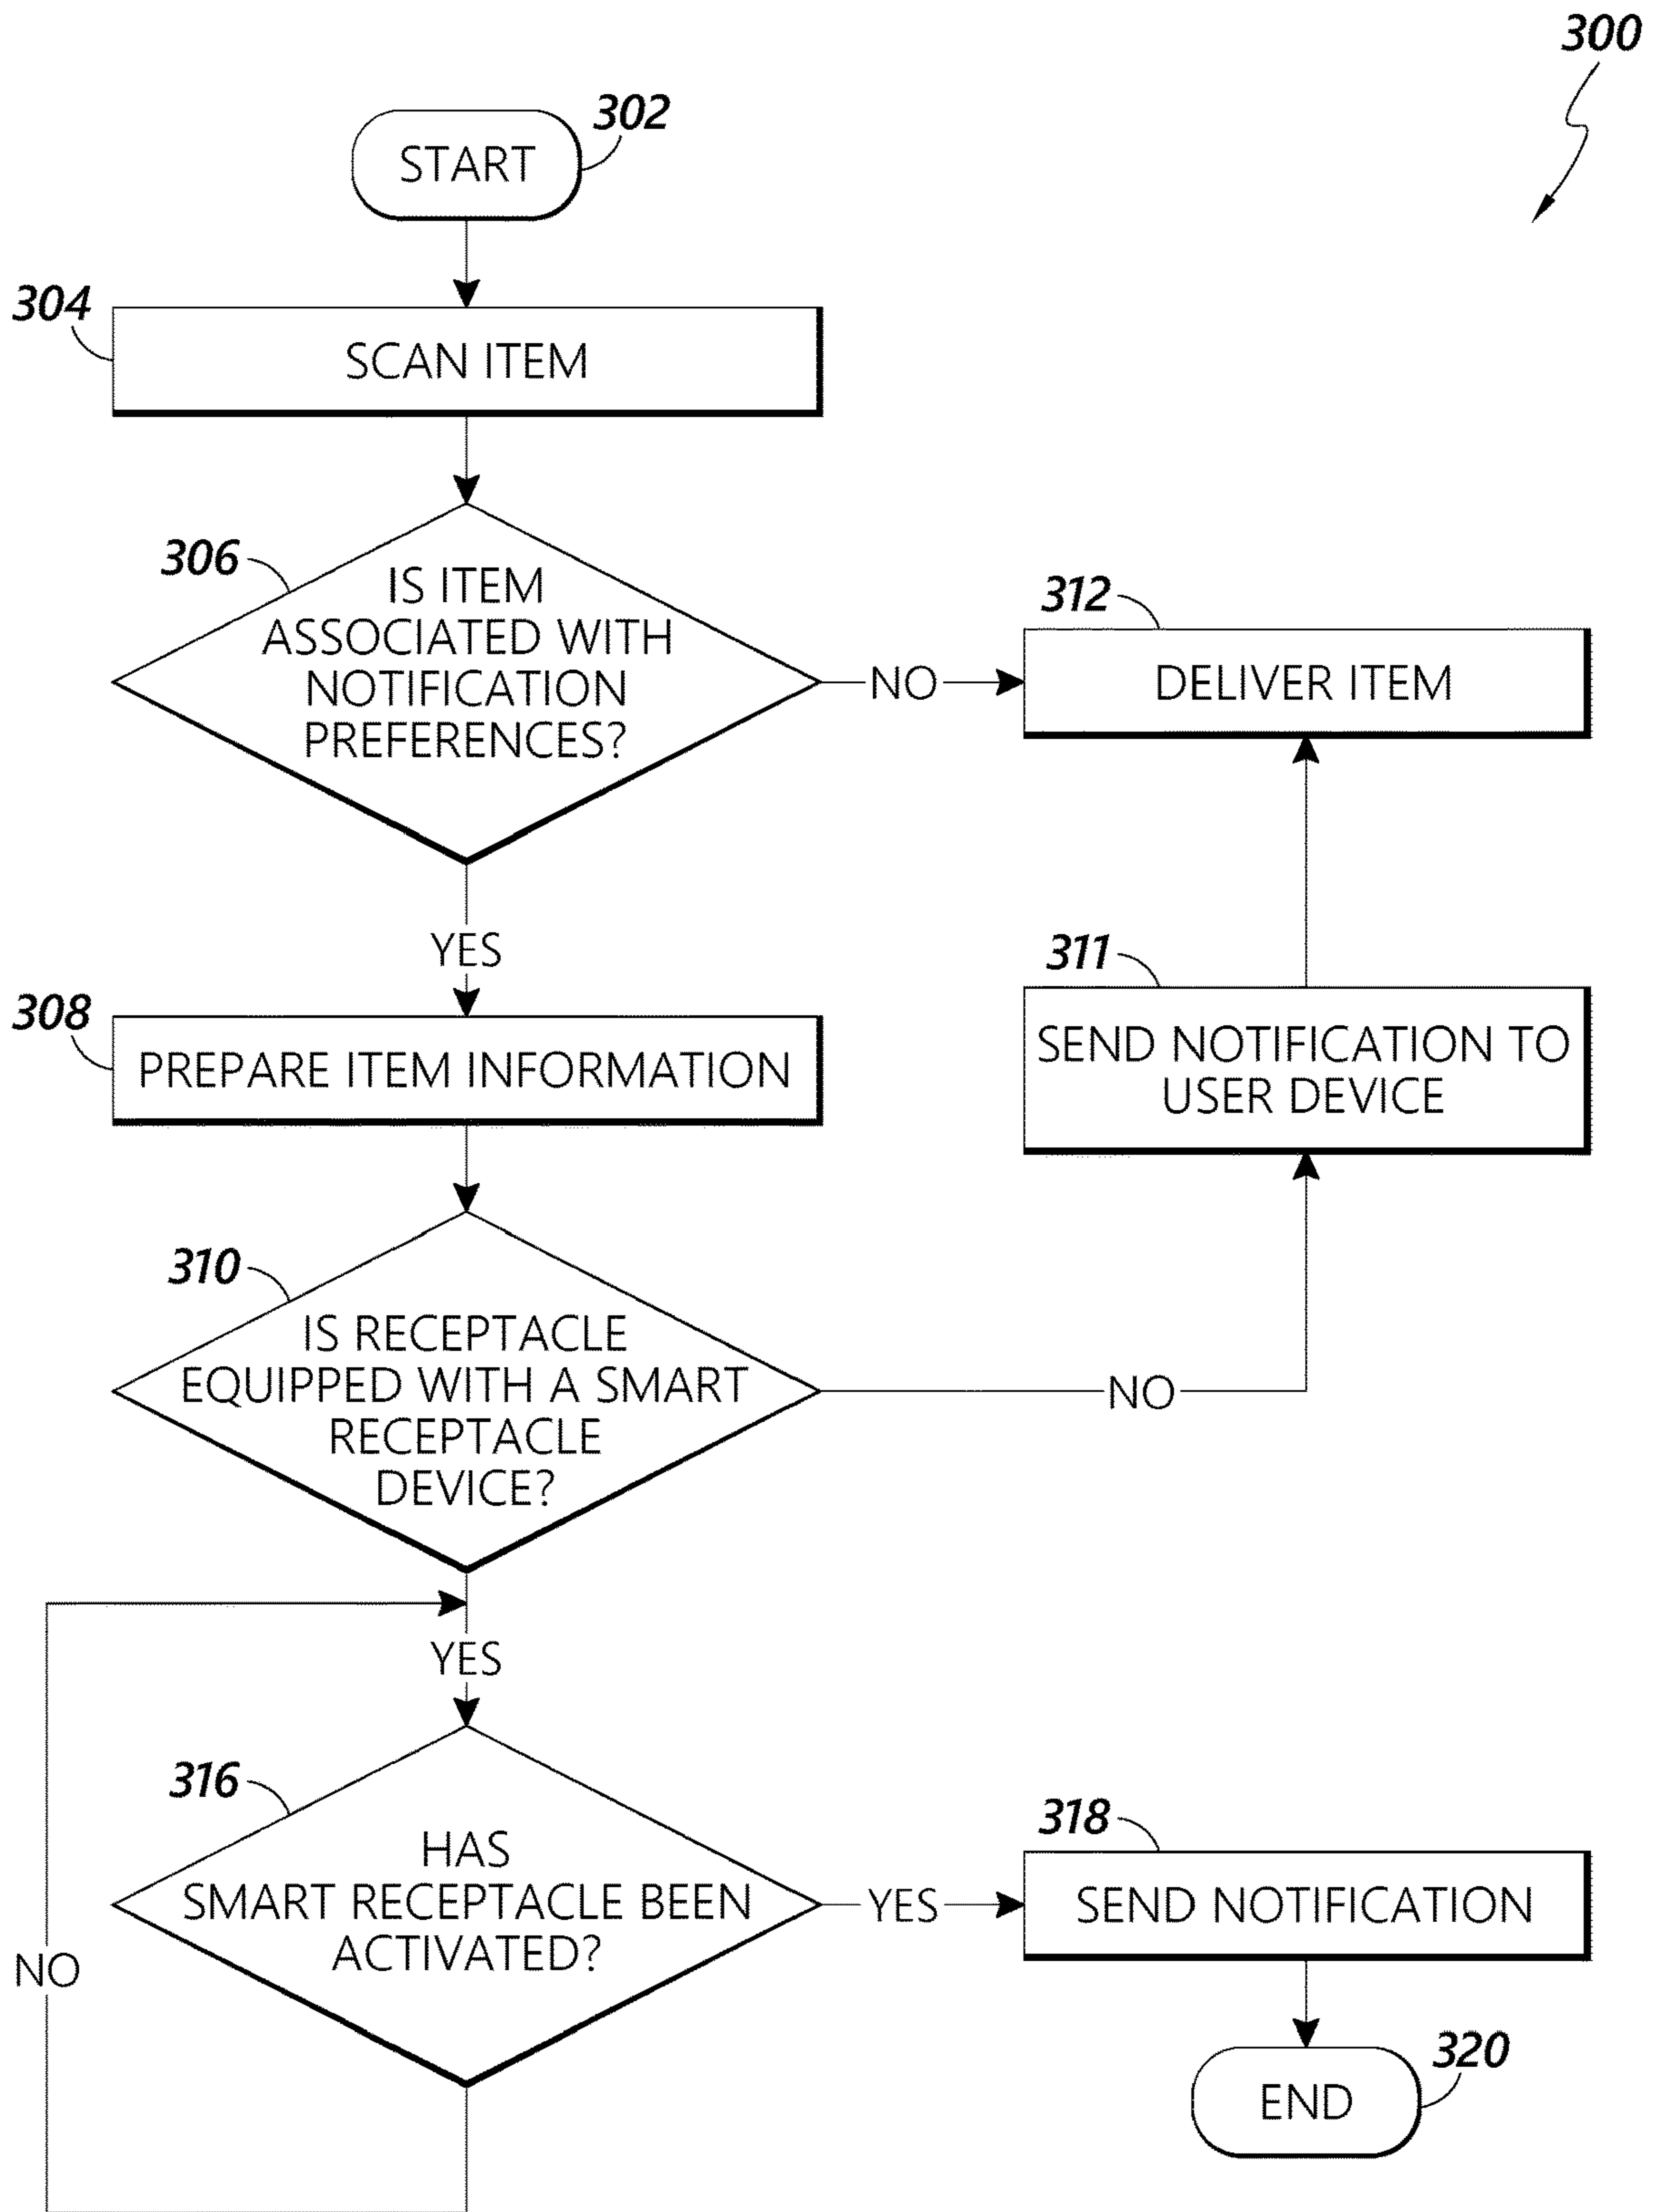 300
302
START
304
SCAN ITEM
306
IS ITEM
ASSOCIATED WITH
NOTIFICATION
PREFERENCES?
NO
312
DELIVER ITEM
YES
311
SEND NOTIFICATION TO
USER DEVICE
308
PREPARE ITEM INFORMATION
310
IS RECEPTACLE
EQUIPPED WITH A SMART
RECEPTACLE
DEVICE?
NO
YES
316
HAS
SMART RECEPTACLE BEEN
ACTIVATED?
YES
318
SEND NOTIFICATION
NO
320
END